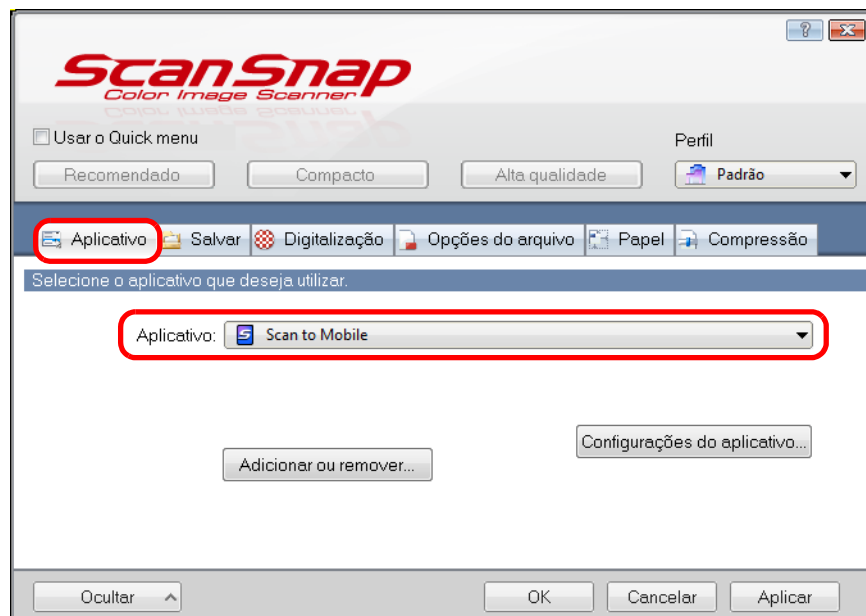 ScanSnap
Color Image Scanner
Usar o Quick menu
Perfil
Recomendado Compacto Alta qualidade Padrão
Aplicativo Salvar Digitalização Opções do arquivo Papel Compressão
Selecione o aplicativo que deseja utilizar.
Aplicativo: Scan to Mobile
Configurações do aplicativo...
Adicionar ou remover...
Ocultar OK Cancelar Aplicar